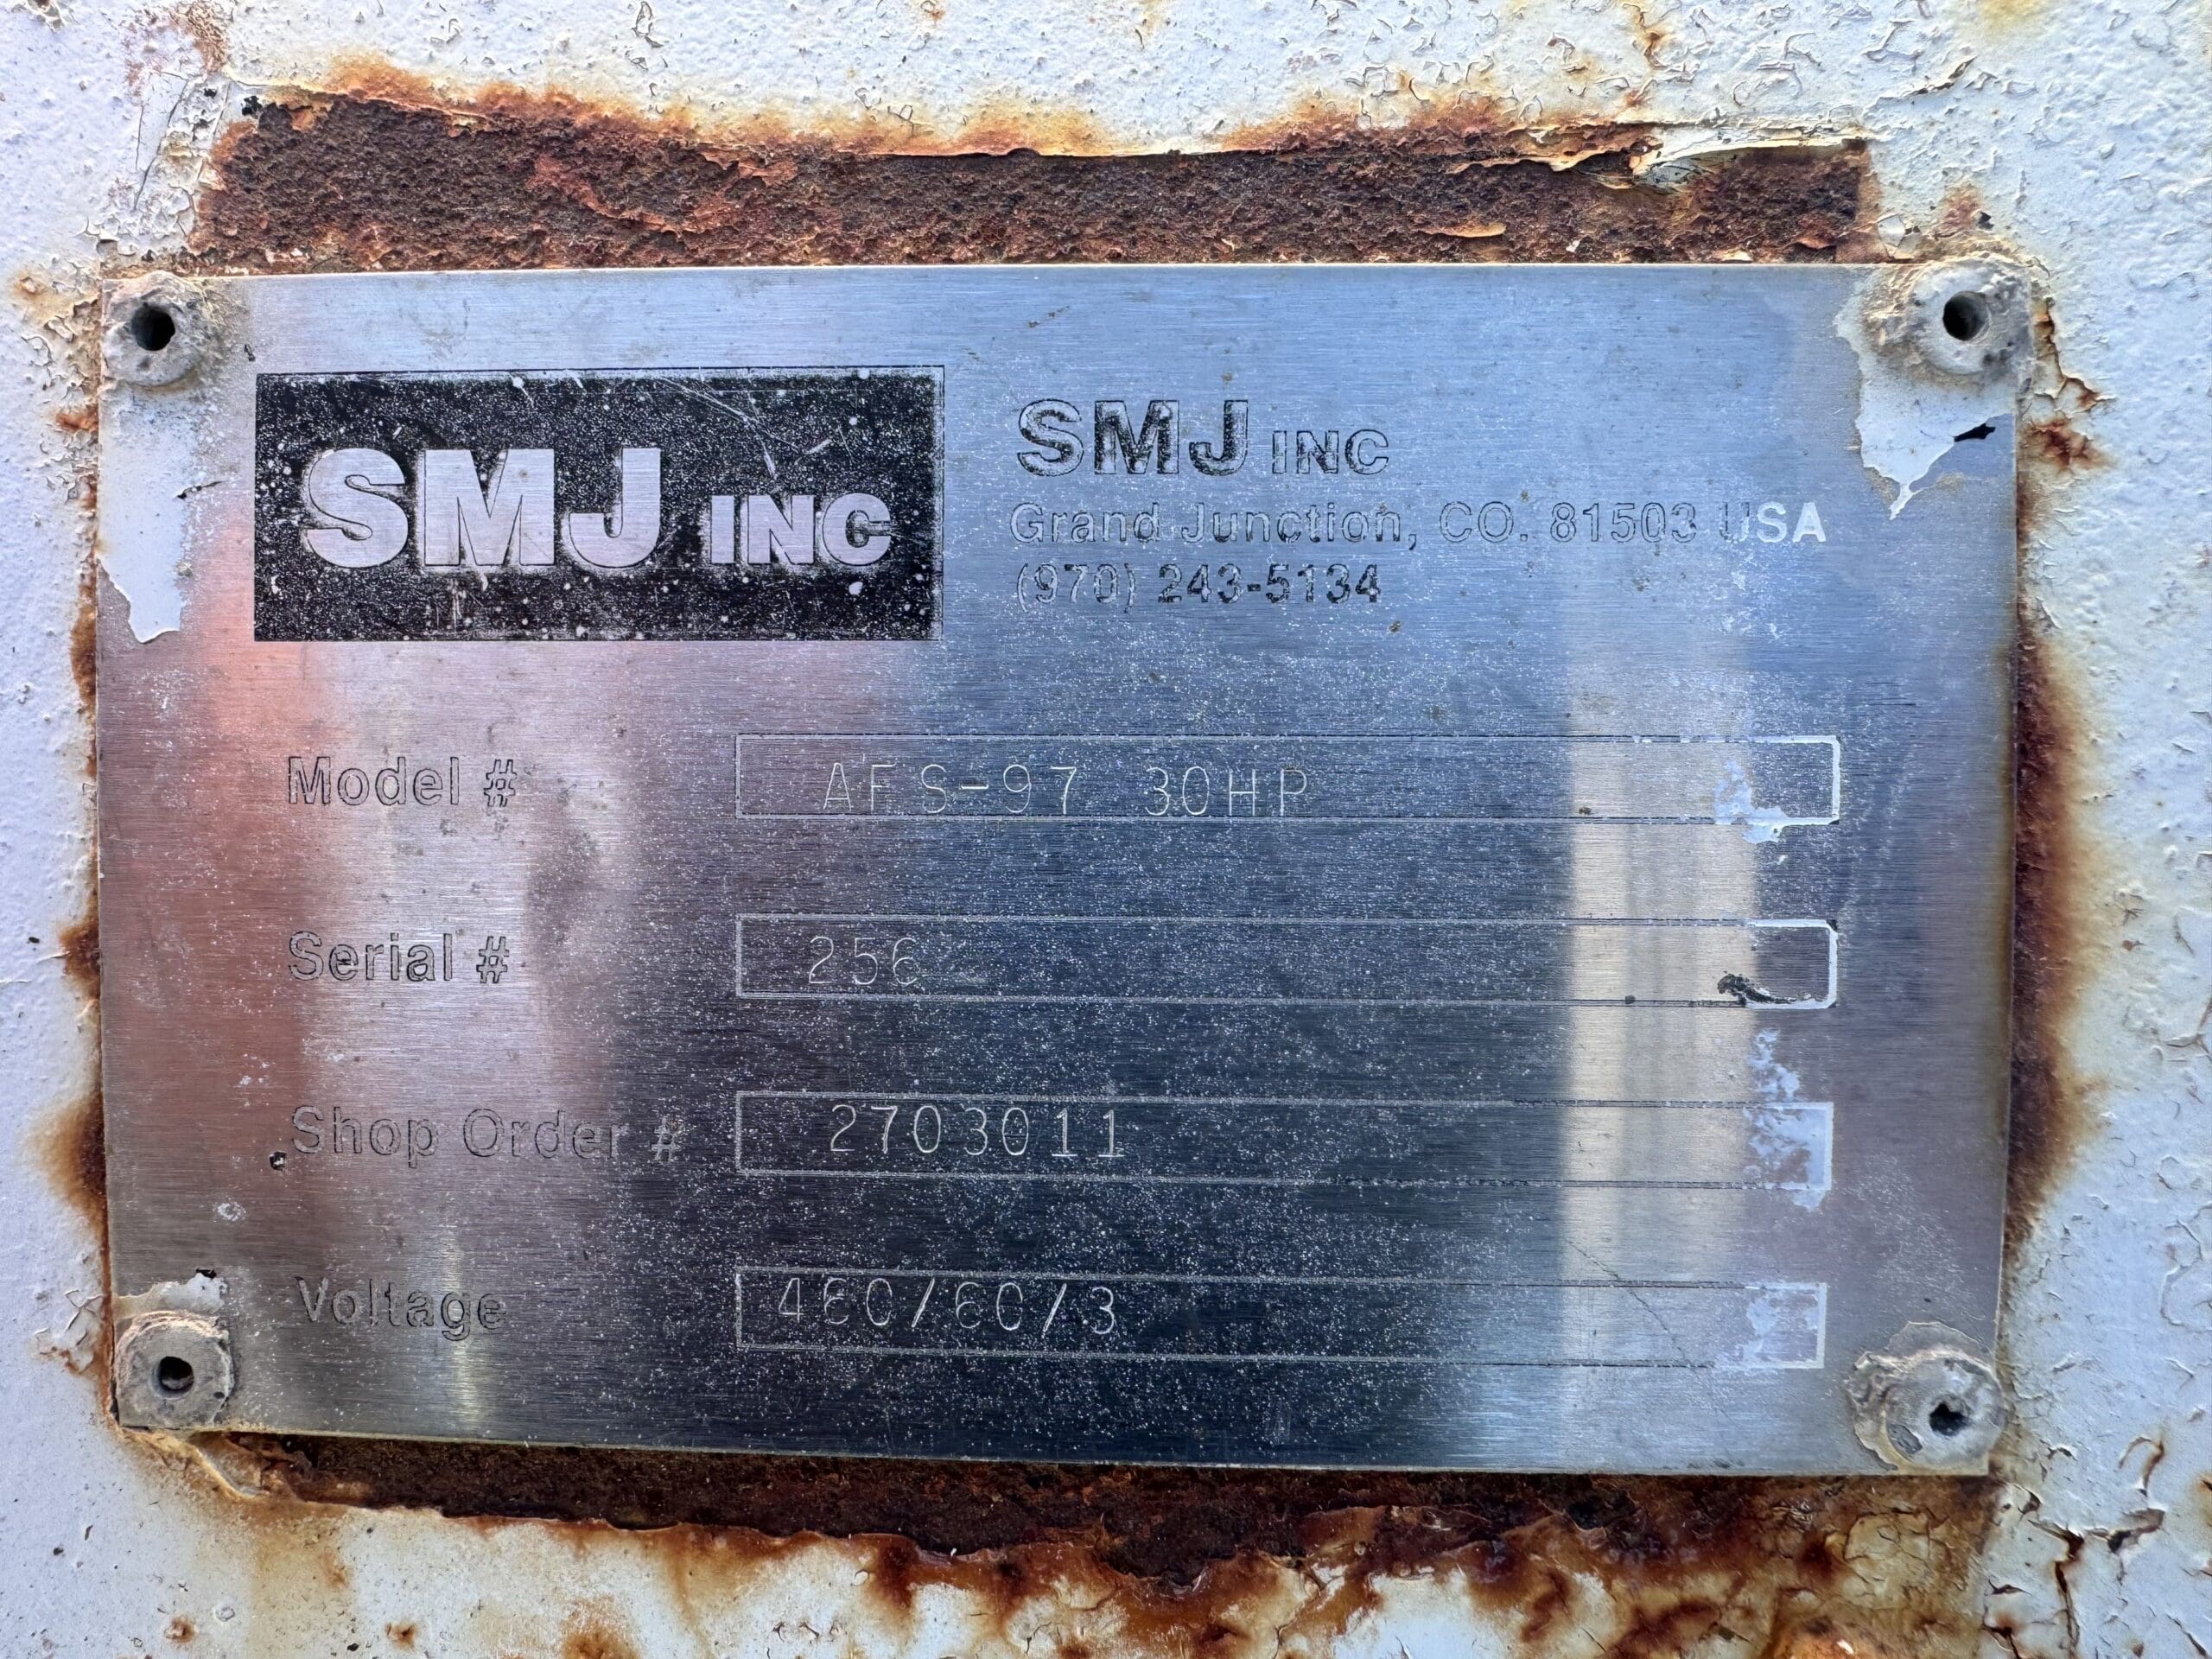 SMJ INC
SMJ INC
Grand Junction, CO. 81503 USA
(970) 243-5134
Model # AFS-97 30HP
Serial # 256
Shop Order # 2703011
Voltage 460/60/3